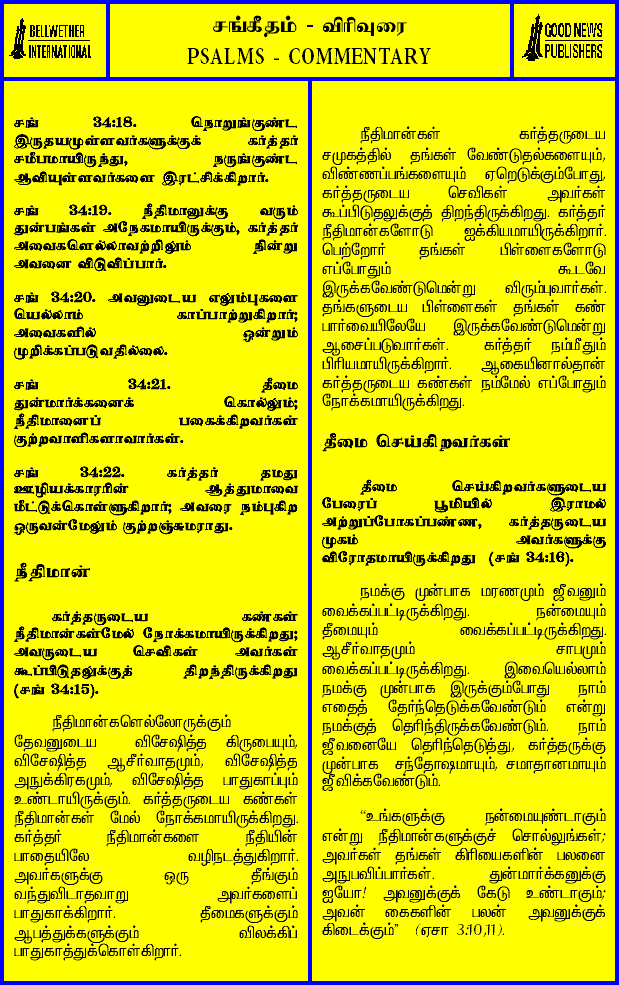 BELLWETHER
INTERNATIONAL
சங்கீதம் - விரிவுரை
PSALMS - COMMENTARY
GOOD NEWS
PUBLISHERS
சங் 34:18. நொறுங்குண்ட
இருதயமுள்ளவர்களுக்குக் கர்த்தர்
சமீபமாயிருந்து, நருங்குண்ட
ஆவியுள்ளவர்களை இரட்சிக்கிறார்.
சங் 34:19. நீதிமானுக்கு வரும்
துன்பங்கள் அநேகமாயிருக்கும், கர்த்தர்
அவைகளெல்லாவற்றிலும் நின்று
அவனை விடுவிப்பார்.
சங் 34:20. அவனுடைய எலும்புகளை
யெல்லாம் காப்பாற்றுகிறார்;
அவைகளில் ஒன்றும்
முறிக்கப்படுவதில்லை.
சங் 34:21. தீமை
துன்மார்க்கனைக் கொல்லும்;
நீதிமானைப் பகைக்கிறவர்கள்
குற்றவாளிகளாவார்கள்.
சங் 34:22. கர்த்தர் தமது
ஊழியக்காரரின் ஆத்துமாவை
மீட்டுக்கொள்ளுகிறார்; அவரை நம்புகிற
ஒருவன்மேலும் குற்றஞ்சுமராது.
நீதிமான்
கர்த்தருடைய கண்கள்
நீதிமான்கள்மேல் நோக்கமாயிருக்கிறது;
அவருடைய செவிகள் அவர்கள்
கூப்பிடுதலுக்குத் திறந்திருக்கிறது
(சங் 34:15).
நீதிமான்களெல்லோருக்கும்
தேவனுடைய விசேஷித்த கிருபையும்,
விசேஷித்த ஆசீர்வாதமும், விசேஷித்த
அநுக்கிரகமும், விசேஷித்த பாதுகாப்பும்
உண்டாயிருக்கும். கர்த்தருடைய கண்கள்
நீதிமான்கள் மேல் நோக்கமாயிருக்கிறது.
கர்த்தர் நீதிமான்களை நீதியின்
பாதையிலே வழிநடத்துகிறார்.
அவர்களுக்கு ஒரு தீங்கும்
வந்துவிடாதவாறு அவர்களைப்
பாதுகாக்கிறார். தீமைகளுக்கும்
ஆபத்துக்களுக்கும் விலக்கிப்
பாதுகாத்துக்கொள்கிறார்.
நீதிமான்கள் கர்த்தருடைய
சமுகத்தில் தங்கள் வேண்டுதல்களையும்,
விண்ணப்பங்களையும் ஏறெடுக்கும்போது,
கர்த்தருடைய செவிகள் அவர்கள்
கூப்பிடுதலுக்குத் திறந்திருக்கிறது. கர்த்தர்
நீதிமான்களோடு ஐக்கியமாயிருக்கிறார்.
பெற்றோர் தங்கள் பிள்ளைகளோடு
எப்போதும் கூடவே
இருக்கவேண்டுமென்று விரும்புவார்கள்.
தங்களுடைய பிள்ளைகள் தங்கள் கண்
பார்வையிலேயே இருக்கவேண்டுமென்று
ஆசைப்படுவார்கள். கர்த்தர் நம்மீதும்
பிரியமாயிருக்கிறார். ஆகையினால்தான்
கர்த்தருடைய கண்கள் நம்மேல் எப்போதும்
நோக்கமாயிருக்கிறது.
தீமை செய்கிறவர்கள்
தீமை செய்கிறவர்களுடைய
பேரைப் பூமியில் இராமல்
அற்றுப்போகப்பண்ண, கர்த்தருடைய
முகம் அவர்களுக்கு
விரோதமாயிருக்கிறது (சங் 34:16).
நமக்கு முன்பாக மரணமும் ஜீவனும்
வைக்கப்பட்டிருக்கிறது. நன்மையும்
தீமையும் வைக்கப்பட்டிருக்கிறது.
ஆசீர்வாதமும் சாபமும்
வைக்கப்பட்டிருக்கிறது. இவையெல்லாம்
நமக்கு முன்பாக இருக்கும்போது நாம்
எதைத் தேர்ந்தெடுக்கவேண்டும் என்று
நமக்குத் தெரிந்திருக்கவேண்டும். நாம்
ஜீவனையே தெரிந்தெடுத்து, கர்த்தருக்கு
முன்பாக சந்தோஷமாயும், சமாதானமாயும்
ஜீவிக்கவேண்டும்.
“உங்களுக்கு நன்மையுண்டாகும்
என்று நீதிமான்களுக்குச் சொல்லுங்கள்;
அவர்கள் தங்கள் கிரியைகளின் பலனை
அநுபவிப்பார்கள். துன்மார்க்கனுக்கு
ஐயோ! அவனுக்குக் கேடு உண்டாகும்;
அவன் கைகளின் பலன் அவனுக்குக்
கிடைக்கும்” (ஏசா 3:10,11).